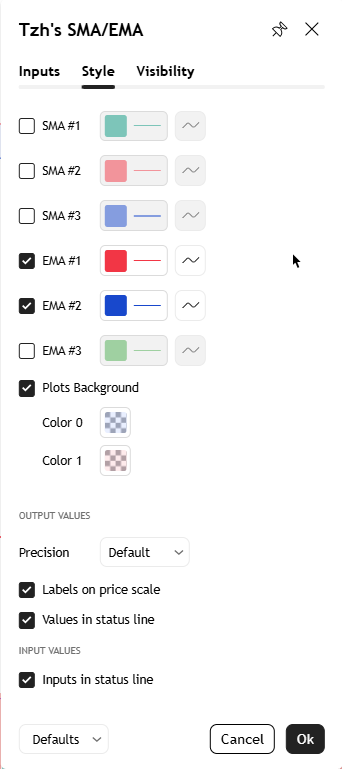 Tzh's SMA/EMA
Inputs Style Visibility
SMA #1
SMA #2
SMA #3
EMA #1
EMA #2
EMA #3
Plots Background
Color 0
Color 1
OUTPUT VALUES
Precision Default
Labels on price scale
Values in status line
INPUT VALUES
Inputs in status line
Defaults Cancel Ok